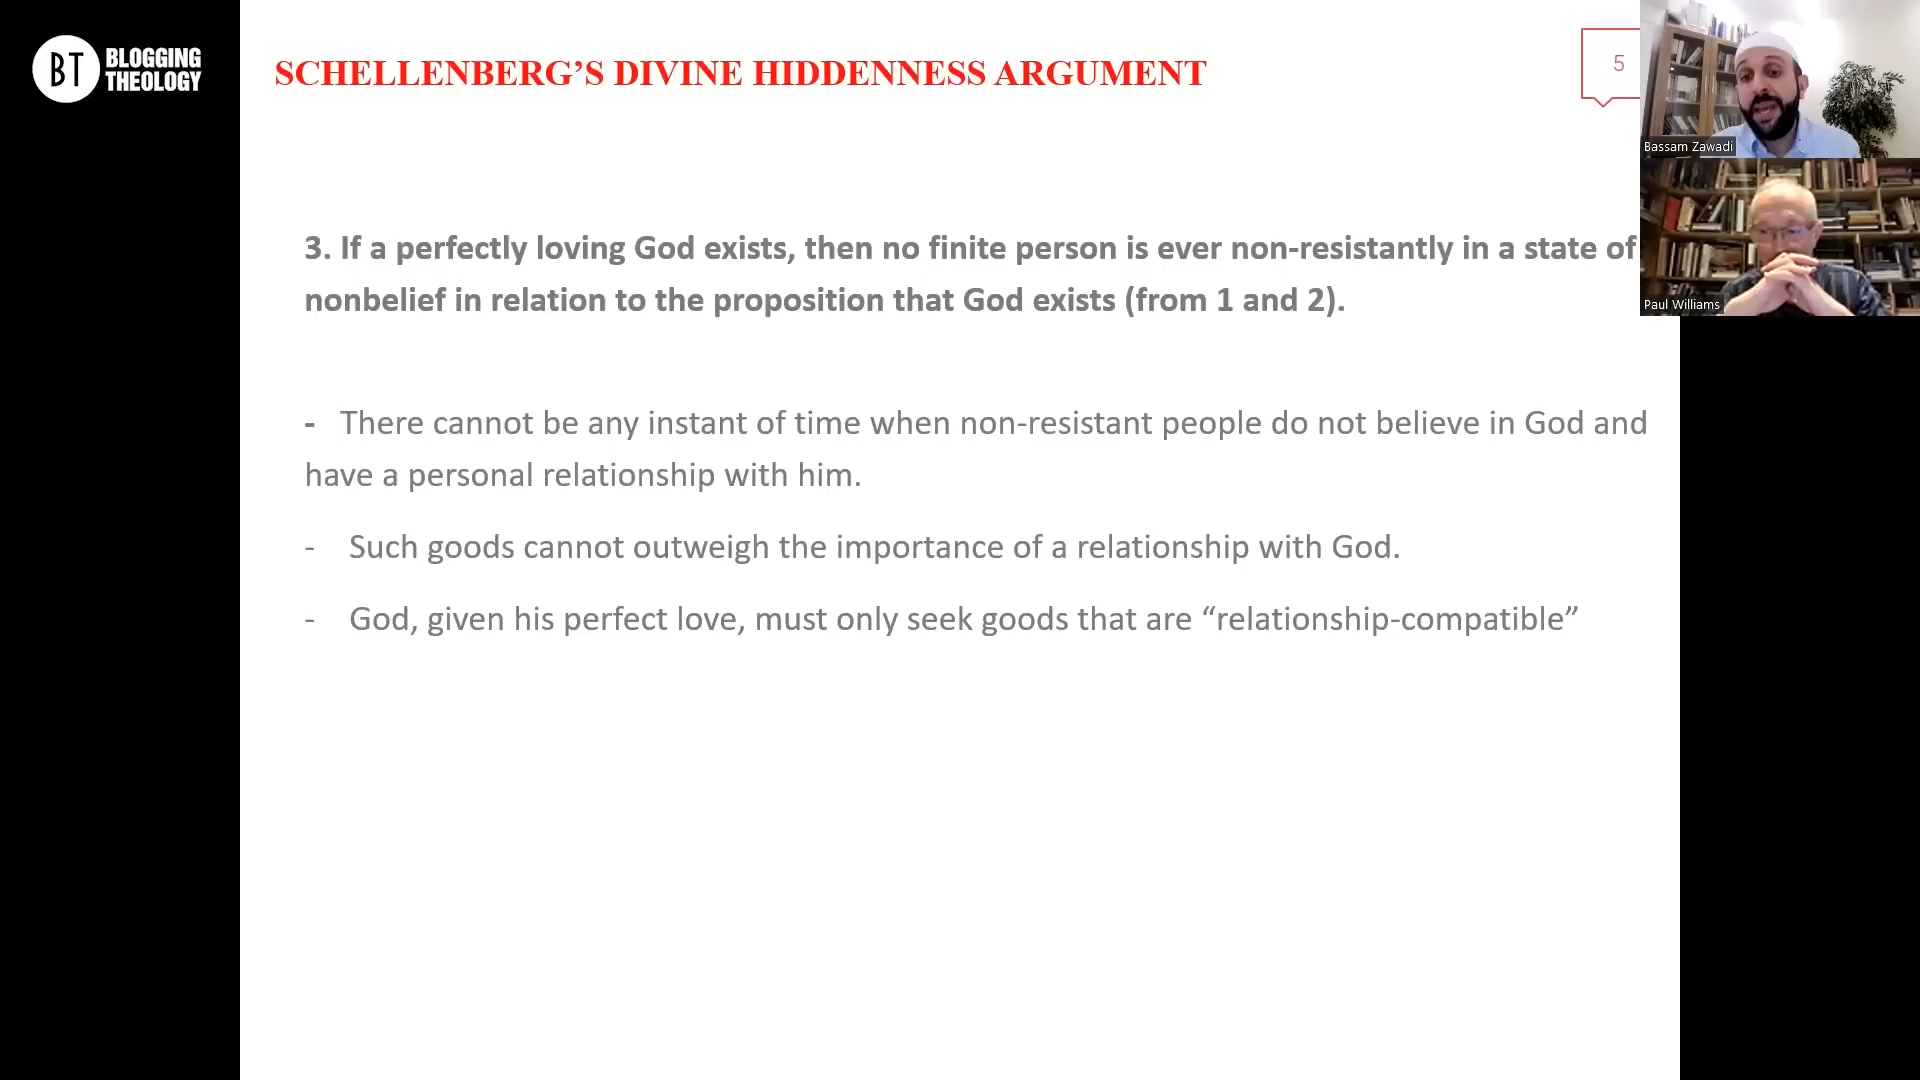 BT BLOGGING
THEOLOGY
SCHELLENBERG’S DIVINE HIDDENNESS ARGUMENT
5
Bassam Zawadi
Paul Williams
3. If a perfectly loving God exists, then no finite person is ever non-resistantly in a state of
nonbelief in relation to the proposition that God exists (from 1 and 2).
- There cannot be any instant of time when non-resistant people do not believe in God and
have a personal relationship with him.
- Such goods cannot outweigh the importance of a relationship with God.
- God, given his perfect love, must only seek goods that are “relationship-compatible”